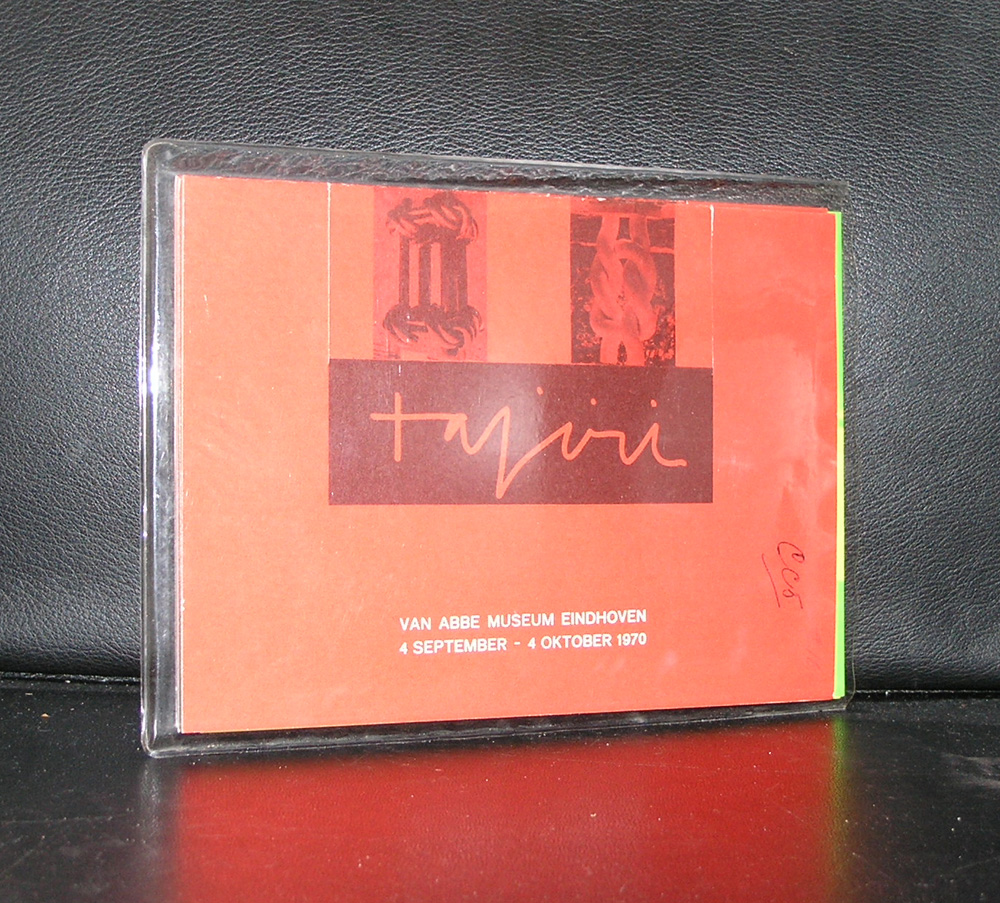 tajiri
VAN ABBE MUSEUM EINDHOVEN
4 SEPTEMBER - 4 OKTOBER 1970